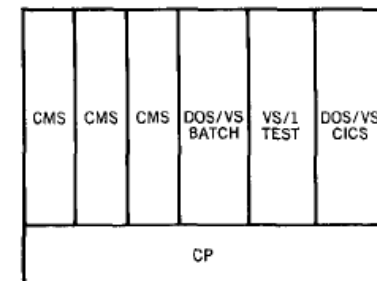 CMS
CMS
CMS
DOS/VS
BATCH
VS/1
TEST
DOS/VS
CICS
CP